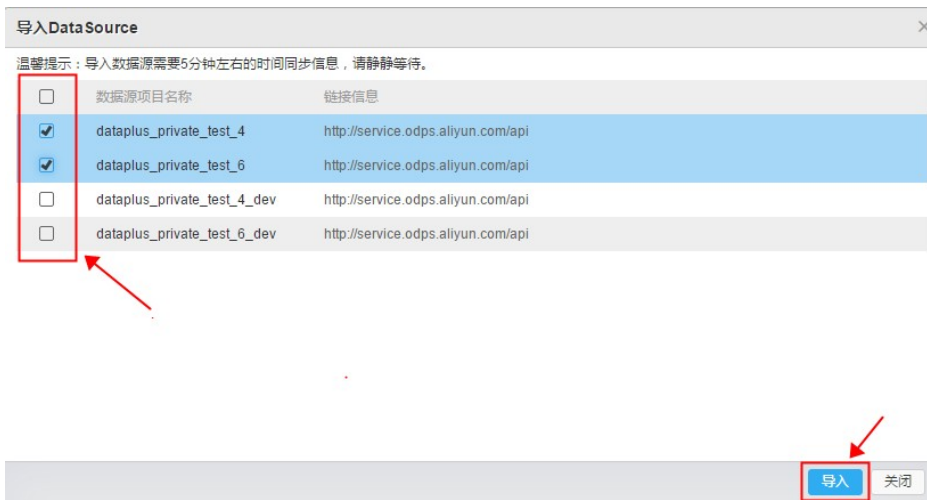 导入DataSource
温馨提示：导入数据源需要5分钟左右的时间同步信息，请静静等待。
数据源项目名称 链接信息
dataplus_private_test_4 http://service.odps.aliyun.com/api
dataplus_private_test_6 http://service.odps.aliyun.com/api
dataplus_private_test_4_dev http://service.odps.aliyun.com/api
dataplus_private_test_6_dev http://service.odps.aliyun.com/api
导入 关闭